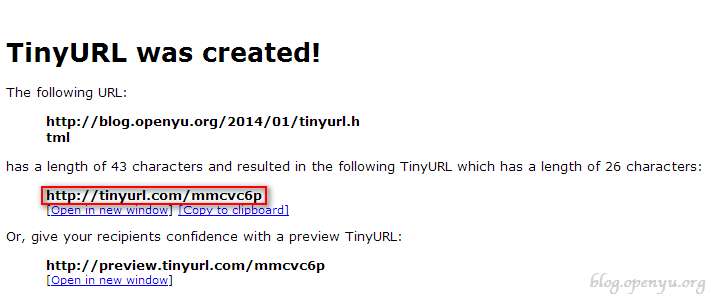 TinyURL was created!
The following URL:
http://blog.openyu.org/2014/01/tinyurl.h
tml
has a length of 43 characters and resulted in the following TinyURL which has a length of 26 characters:
http://tinyurl.com/mmcvc6p
[Open in new window] [Copy to clipboard]
Or, give your recipients confidence with a preview TinyURL:
http://preview.tinyurl.com/mmcvc6p
[Open in new window]
blog.openyu.org